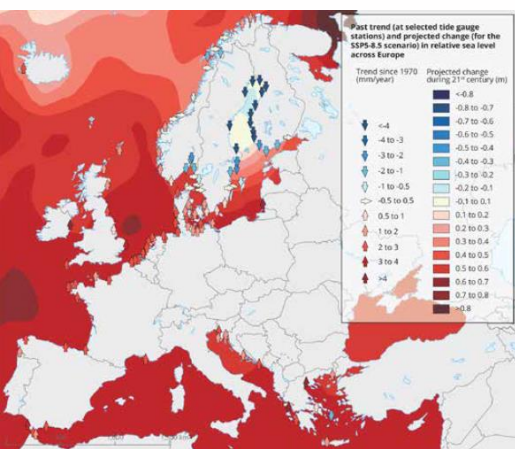 Past trend (at selected tide gauge
stations) and projected change (for the
SSP5-8.5 scenario) in relative sea level
across Europe
Trend since 1970
(mm/year)
<-4
-4 to -3
-3 to -2
-2 to -1
-1 to -0.5
-0.5 to 0.5
0.5 to 1
1 to 2
2 to 3
3 to 4
>4
Projected change
during 21st century (m)
<-0.8
-0.8 to -0.7
-0.7 to -0.6
-0.6 to -0.5
-0.5 to -0.4
-0.4 to -0.3
-0.3 to -0.2
-0.2 to -0.1
-0.1 to 0.1
0.1 to 0.2
0.2 to 0.3
0.3 to 0.4
0.4 to 0.5
0.5 to 0.6
0.6 to 0.7
0.7 to 0.8
>0.8